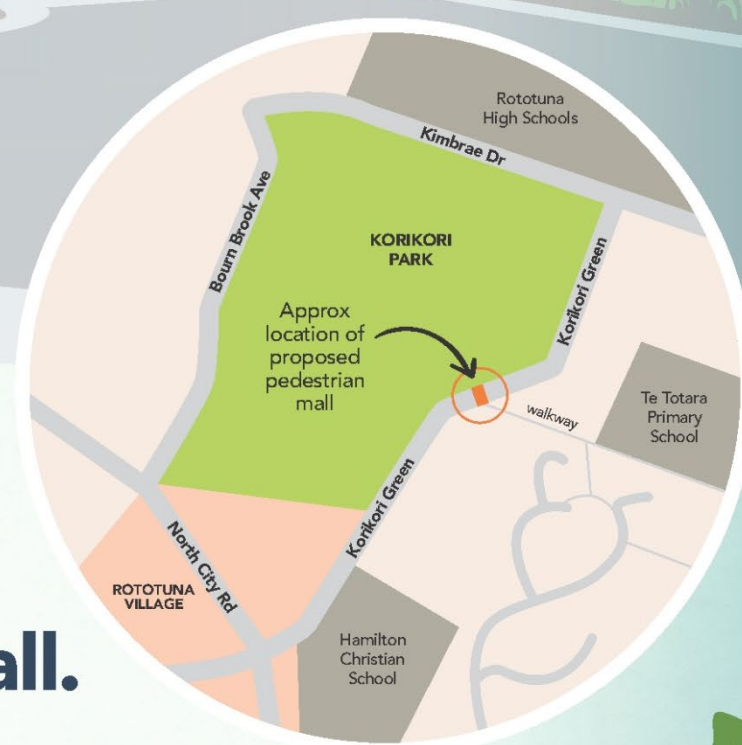 Rototuna
High Schools
Kimbrae Dr
Bourn Brook Ave
KORIKORI
PARK
Korikori Green
Approx
location of
proposed
pedestrian
mall
walkway
Te Totara
Primary
School
Korikori Green
North City Rd
ROTOTUNA
VILLAGE
Hamilton
Christian
School
all.